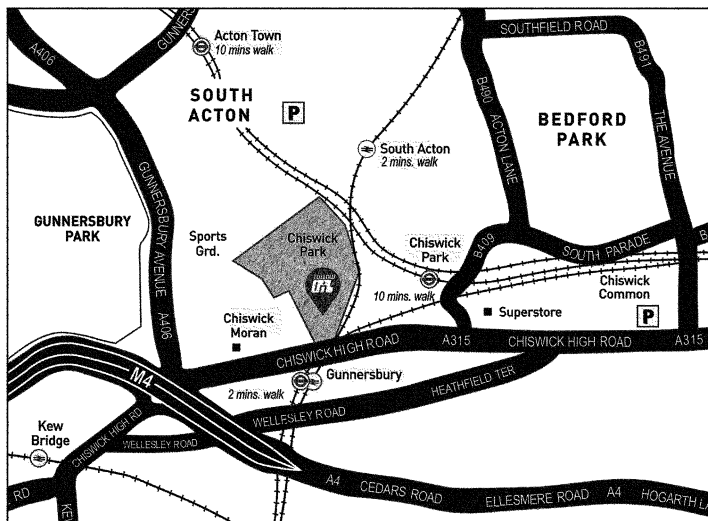 A406
GUNNERS
Acton Town
10 mins walk
SOUTH
ACTON
P
SOUTHFIELD ROAD
B491
B490
ACTON LANE
BEDFORD
PARK
THE AVENUE
South Acton
2 mins. walk
GUNNERSBURY
PARK
GUNNERSBURY AVENUE
A406
Sports
Grd.
Chiswick
Park
Chiswick
Park
10 mins. walk
B409
SOUTH PARADE
B
Chiswick
Common
Superstore
P
Chiswick
Moran
CHISWICK HIGH ROAD
A315
CHISWICK HIGH ROAD
A315
M4
Gunnersbury
2 mins. walk
HEATHFIELD TER
WELLESLEY ROAD
Kew
Bridge
CHISWICK HIGH RD
WELLESLEY ROAD
RD
KEW
A4
CEDARS ROAD
ELLESMERE ROAD
A4
HOGARTH LA